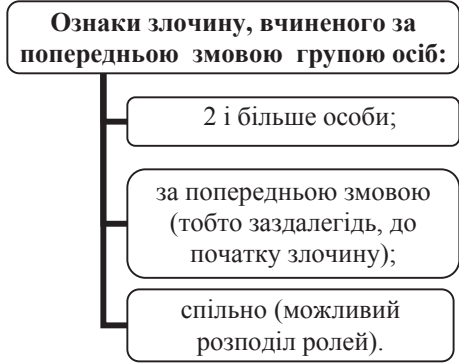 Ознаки злочину, вчиненого за
попередньою змовою групою осіб:
2 і більше особи;
за попередньою змовою
(тобто заздалегідь, до
початку злочину);
спільно (можливий
розподіл ролей).